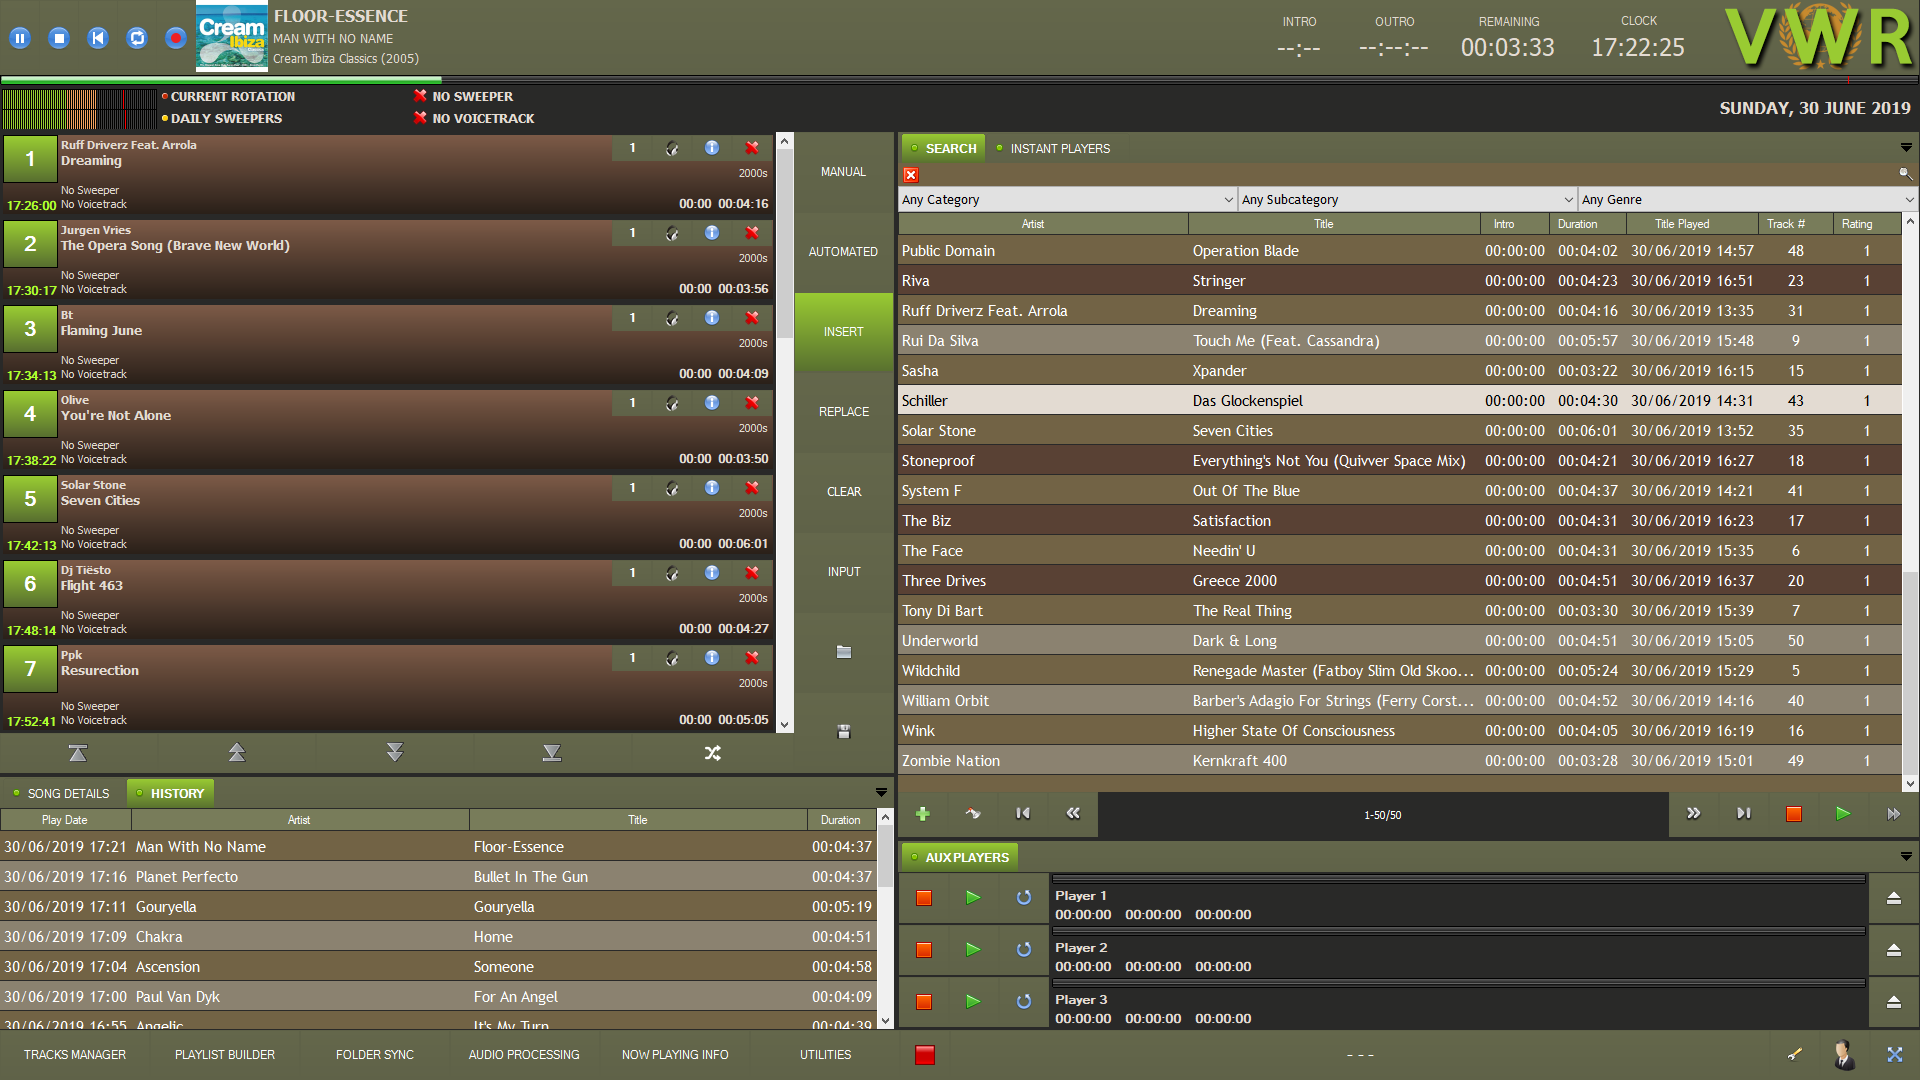 Cream
Ibiza
FLOOR-ESSENCE
MAN WITH NO NAME
Cream Ibiza Classics (2005)
INTRO
--:--
OUTRO
--:--:--
REMAINING
00:03:33
CLOCK
17:22:25
VWR
CURRENT ROTATION
NO SWEEPER
DAILY SWEEPERS
NO VOICETRACK
SUNDAY, 30 JUNE 2019
1 Ruff Driverz Feat. Arrola 1
Dreaming
2000s
No Sweeper
17:26:00 No Voicetrack 00:00 00:04:16
2 Jurgen Vries 1
The Opera Song (Brave New World)
2000s
No Sweeper
17:30:17 No Voicetrack 00:00 00:03:56
3 Bt 1
Flaming June
2000s
No Sweeper
17:34:13 No Voicetrack 00:00 00:04:09
4 Olive 1
You're Not Alone
2000s
No Sweeper
17:38:22 No Voicetrack 00:00 00:03:50
5 Solar Stone 1
Seven Cities
2000s
No Sweeper
17:42:13 No Voicetrack 00:00 00:06:01
6 Dj Tiësto 1
Flight 463
2000s
No Sweeper
17:48:14 No Voicetrack 00:00 00:04:27
7 Ppk 1
Resurection
2000s
No Sweeper
17:52:41 No Voicetrack 00:00 00:05:05
MANUAL
AUTOMATED
INSERT
REPLACE
CLEAR
INPUT
SEARCH INSTANT PLAYERS
Any Category Any Subcategory Any Genre
Artist Title Intro Duration Title Played Track # Rating
Public Domain Operation Blade 00:00:00 00:04:02 30/06/2019 14:57 48 1
Riva Stringer 00:00:00 00:04:23 30/06/2019 16:51 23 1
Ruff Driverz Feat. Arrola Dreaming 00:00:00 00:04:16 30/06/2019 13:35 31 1
Rui Da Silva Touch Me (Feat. Cassandra) 00:00:00 00:05:57 30/06/2019 15:48 9 1
Sasha Xpander 00:00:00 00:03:22 30/06/2019 16:15 15 1
Schiller Das Glockenspiel 00:00:00 00:04:30 30/06/2019 14:31 43 1
Solar Stone Seven Cities 00:00:00 00:06:01 30/06/2019 13:52 35 1
Stoneproof Everything's Not You (Quivver Space Mix) 00:00:00 00:04:21 30/06/2019 16:27 18 1
System F Out Of The Blue 00:00:00 00:04:37 30/06/2019 14:21 41 1
The Biz Satisfaction 00:00:00 00:04:31 30/06/2019 16:23 17 1
The Face Needin' U 00:00:00 00:04:31 30/06/2019 15:35 6 1
Three Drives Greece 2000 00:00:00 00:04:51 30/06/2019 16:37 20 1
Tony Di Bart The Real Thing 00:00:00 00:03:30 30/06/2019 15:39 7 1
Underworld Dark & Long 00:00:00 00:04:51 30/06/2019 15:05 50 1
Wildchild Renegade Master (Fatboy Slim Old Skoo... 00:00:00 00:05:24 30/06/2019 15:29 5 1
William Orbit Barber's Adagio For Strings (Ferry Corst... 00:00:00 00:04:52 30/06/2019 14:16 40 1
Wink Higher State Of Consciousness 00:00:00 00:04:05 30/06/2019 16:19 16 1
Zombie Nation Kernkraft 400 00:00:00 00:03:28 30/06/2019 15:01 49 1
1-50/50
SONG DETAILS HISTORY
Play Date Artist Title Duration
30/06/2019 17:21 Man With No Name Floor-Essence 00:04:37
30/06/2019 17:16 Planet Perfecto Bullet In The Gun 00:04:37
30/06/2019 17:11 Gouryella Gouryella 00:05:19
30/06/2019 17:09 Chakra Home 00:04:51
30/06/2019 17:04 Ascension Someone 00:04:58
30/06/2019 17:00 Paul Van Dyk For An Angel 00:04:09
30/06/2019 16:55 Angelic It's My Turn 00:04:39
AUX PLAYERS
Player 1
00:00:00 00:00:00 00:00:00
Player 2
00:00:00 00:00:00 00:00:00
Player 3
00:00:00 00:00:00 00:00:00
TRACKS MANAGER PLAYLIST BUILDER FOLDER SYNC AUDIO PROCESSING NOW PLAYING INFO UTILITIES
- - -